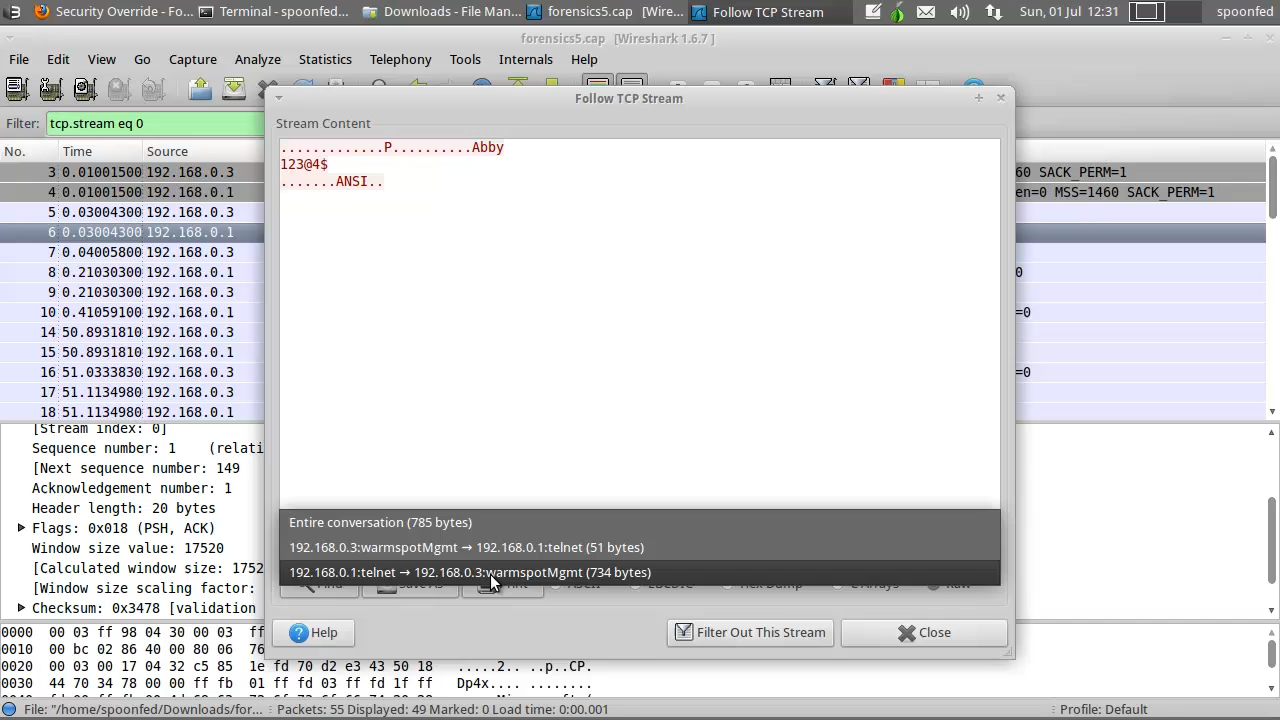 Security Override - Fo... Terminal - spoonfed... Downloads - File Man... forensics5.cap [Wire... Follow TCP Stream Sun, 01 Jul 12:31 spoonfed
forensics5.cap [Wireshark 1.6.7 ]
File Edit View Go Capture Analyze Statistics Telephony Tools Internals Help
Follow TCP Stream
Filter: tcp.stream eq 0
Stream Content
.............P..........Abby
123@4$
.......ANSI..
No. Time Source
3 0.01001500 192.168.0.3 60 SACK_PERM=1
4 0.01001500 192.168.0.1 en=0 MSS=1460 SACK_PERM=1
5 0.03004300 192.168.0.3
6 0.03004300 192.168.0.1
7 0.04005800 192.168.0.3
8 0.21030300 192.168.0.1 0
9 0.21030300 192.168.0.3
10 0.41059100 192.168.0.1 =0
14 50.8931810 192.168.0.3
15 50.8931810 192.168.0.1
16 51.0333830 192.168.0.3 =0
17 51.1134980 192.168.0.3
18 51.1134980 192.168.0.1
[Stream index: 0]
Sequence number: 1 (relati
[Next sequence number: 149
Acknowledgement number: 1
Header length: 20 bytes
Flags: 0x018 (PSH, ACK)
Window size value: 17520
[Calculated window size: 1752
[Window size scaling factor:
Checksum: 0x3478 [validation
Entire conversation (785 bytes)
192.168.0.3:warmspotMgmt → 192.168.0.1:telnet (51 bytes)
192.168.0.1:telnet → 192.168.0.3:warmspotMgmt (734 bytes)
Help Filter Out This Stream Close
0000 00 03 ff 98 04 30 00 03 ff
0010 00 bc 02 86 40 00 80 06 76
0020 00 03 00 17 04 32 c5 85 1e fd 70 d2 e3 43 50 18 .....2.. ..p..CP.
0030 44 70 34 78 00 00 ff fb 01 ff fd 03 ff fd 1f ff Dp4x.... ........
File: "/home/spoonfed/Downloads/for... Packets: 55 Displayed: 49 Marked: 0 Load time: 0:00.001 Profile: Default